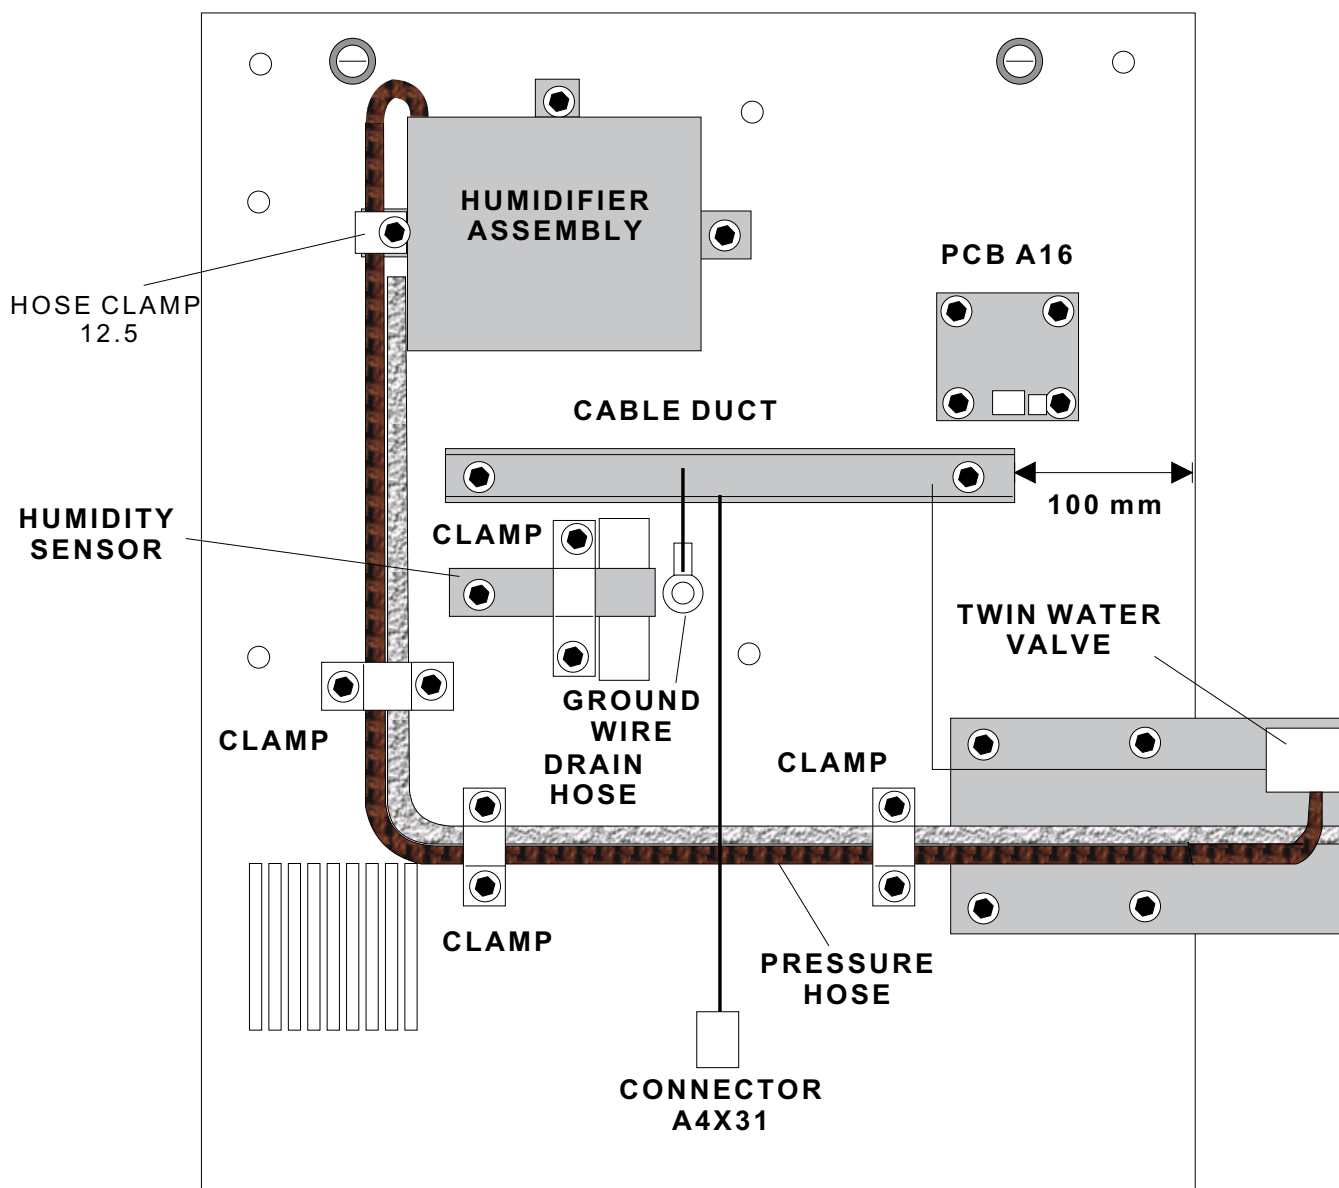 HUMIDIFIER
ASSEMBLY
PCB A16
HOSE CLAMP
12.5
CABLE DUCT
100 mm
HUMIDITY
SENSOR
CLAMP
TWIN WATER
VALVE
GROUND
WIRE
CLAMP
DRAIN
HOSE
CLAMP
CLAMP
PRESSURE
HOSE
CONNECTOR
A4X31